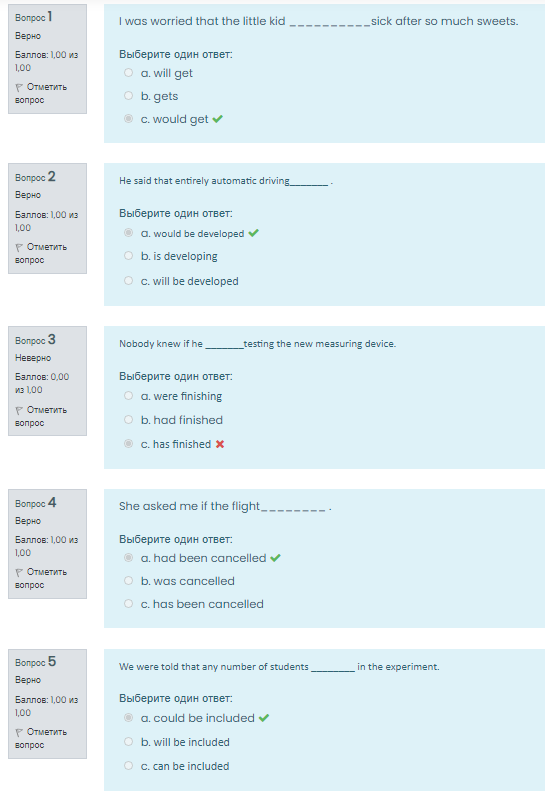 Вопрос 1
Верно
Баллов: 1,00 из
1,00
Отметить
вопрос
I was worried that the little kid __________sick after so much sweets.
Выберите один ответ:
a. will get
b. gets
c. would get
Вопрос 2
Верно
Баллов: 1,00 из
1,00
Отметить
вопрос
He said that entirely automatic driving________ .
Выберите один ответ:
a. would be developed
b. is developing
c. will be developed
Вопрос 3
Неверно
Баллов: 0,00
из 1,00
Отметить
вопрос
Nobody knew if he ________testing the new measuring device.
Выберите один ответ:
a. were finishing
b. had finished
c. has finished
Вопрос 4
Верно
Баллов: 1,00 из
1,00
Отметить
вопрос
She asked me if the flight________ .
Выберите один ответ:
a. had been cancelled
b. was cancelled
c. has been cancelled
Вопрос 5
Верно
Баллов: 1,00 из
1,00
Отметить
вопрос
We were told that any number of students _________ in the experiment.
Выберите один ответ:
a. could be included
b. will be included
c. can be included